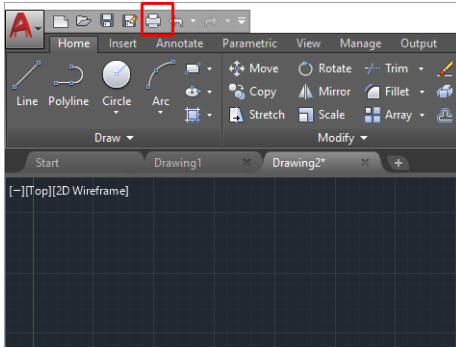 A
Home Insert Annotate Parametric View Manage Output
Line Polyline Circle Arc
Move Rotate Trim
Copy Mirror Fillet
Stretch Scale Array
Draw Modify
Start Drawing1 Drawing2*
[−][Top][2D Wireframe]